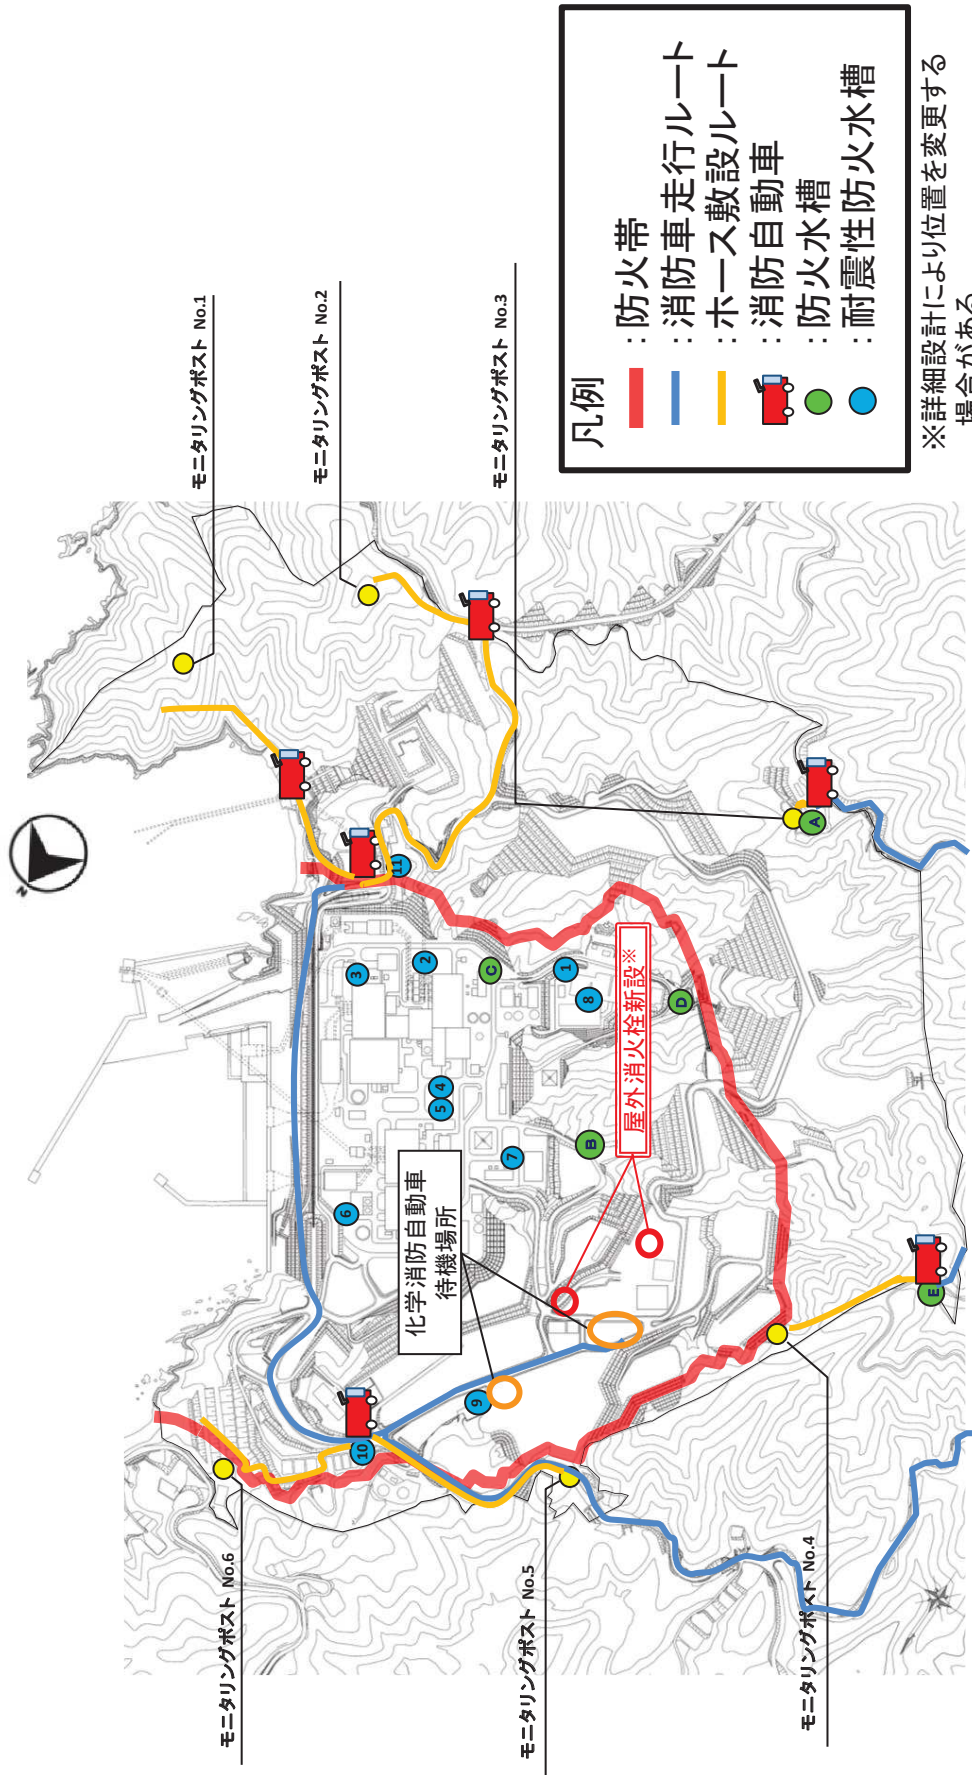 モニタリングポスト No.1
モニタリングポスト No.2
モニタリングポスト No.3
モニタリングポスト No.4
モニタリングポスト No.5
モニタリングポスト No.6
N
化学消防自動車
待機場所
屋外消火栓新設※
1
2
3
4
5
6
7
8
9
10
11
A
B
C
D
E
凡例
：防火帯
：消防車走行ルート
：ホース敷設ルート
：消防自動車
：防火水槽
：耐震性防火水槽
※詳細設計により位置を変更する
場合がある